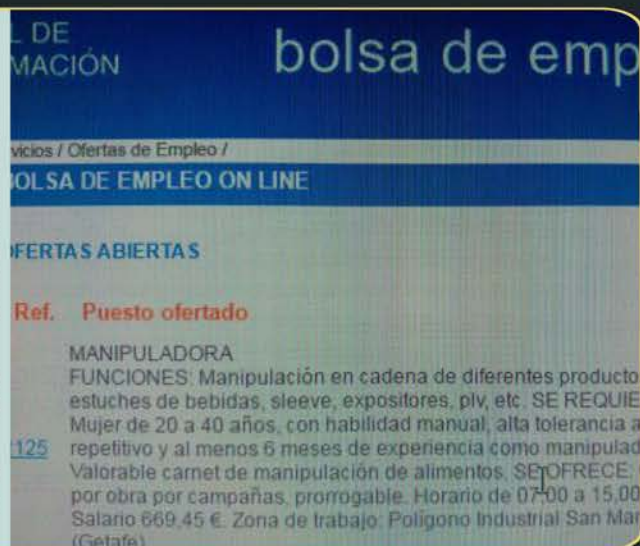 L DE
MACIÓN
bolsa de emp
vicios / Ofertas de Empleo /
BOLSA DE EMPLEO ON LINE
OFERTAS ABIERTAS
Ref. Puesto ofertado
MANIPULADORA
FUNCIONES: Manipulación en cadena de diferentes producto
estuches de bebidas, sleeve, expositores, plv, etc. SE REQUIE
Mujer de 20 a 40 años, con habilidad manual, alta tolerancia a
125 repetitivo y al menos 6 meses de experiencia como manipulad
Valorable carnet de manipulación de alimentos. SE OFRECE:
por obra por campañas, prorrogable. Horario de 07:00 a 15,00
Salario 669,45 €. Zona de trabajo: Polígono Industrial San Mar
(Getafe)